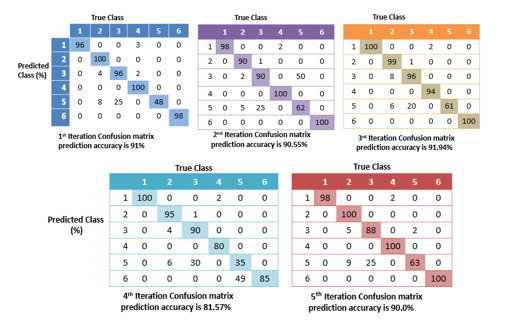 True Class
1 2 3 4 5 6
1 96 0 0 3 0 0
2 0 100 0 0 0 0
3 0 4 96 2 0 0
4 0 0 0 100 0 0
5 0 8 25 0 48 0
6 0 0 0 0 0 98
Predicted
Class (%)
1st Iteration Confusion matrix
prediction accuracy is 91%
True Class
1 2 3 4 5 6
1 98 0 0 2 0 0
2 0 90 1 0 0 0
3 0 2 90 0 50 0
4 0 0 0 100 0 0
5 0 5 25 0 62 0
6 0 0 0 0 0 100
2nd Iteration Confusion matrix
prediction accuracy is 90.55%
True Class
1 2 3 4 5 6
1 100 0 0 2 0 0
2 0 99 1 0 0 0
3 0 8 96 0 0 0
4 0 0 0 94 0 0
5 0 6 20 0 61 0
6 0 0 0 0 0 100
3rd Iteration Confusion matrix
prediction accuracy is 91.94%
True Class
1 2 3 4 5 6
1 100 0 0 2 0 0
2 0 95 1 0 0 0
3 0 4 90 0 0 0
4 0 0 0 80 0 0
5 0 6 30 0 35 0
6 0 0 0 0 49 85
Predicted Class
(%)
4th Iteration Confusion matrix
prediction accuracy is 81.57%
True Class
1 2 3 4 5 6
1 98 0 0 2 0 0
2 0 100 0 0 0 0
3 0 5 88 0 2 0
4 0 0 0 100 0 0
5 0 9 25 0 63 0
6 0 0 0 0 0 100
5th Iteration Confusion matrix
prediction accuracy is 90.0%